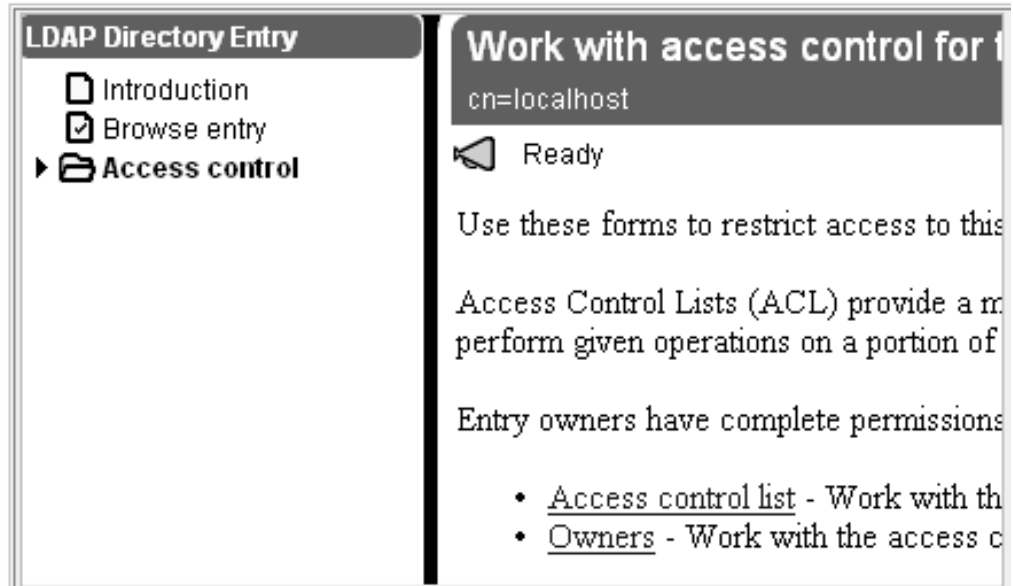 LDAP Directory Entry
Introduction
Browse entry
Access control
Work with access control for t
cn=localhost
Ready
Use these forms to restrict access to this
Access Control Lists (ACL) provide a m
perform given operations on a portion of
Entry owners have complete permissions
• Access control list - Work with th
• Owners - Work with the access c